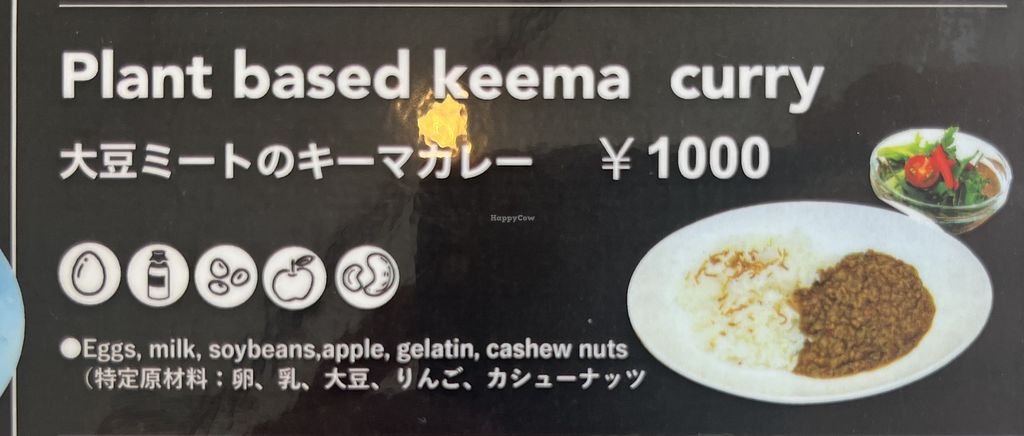 Plant based keema curry
大豆ミートのキーマカレー ￥1000
HappyCow
●Eggs, milk, soybeans,apple, gelatin, cashew nuts
（特定原材料：卵、乳、大豆、りんご、カシューナッツ